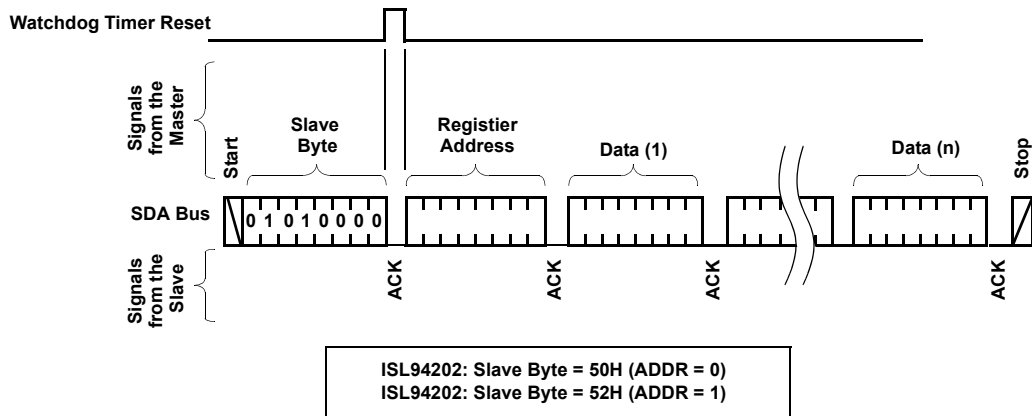 Watchdog Timer Reset
Signals
from the
Master
Start
Slave
Byte
Registier
Address
Data (1)
Data (n)
Stop
SDA Bus
0 1 0 1 0 0 0 0
Signals
from the
Slave
ACK
ACK
ACK
ACK
ISL94202: Slave Byte = 50H (ADDR = 0)
ISL94202: Slave Byte = 52H (ADDR = 1)